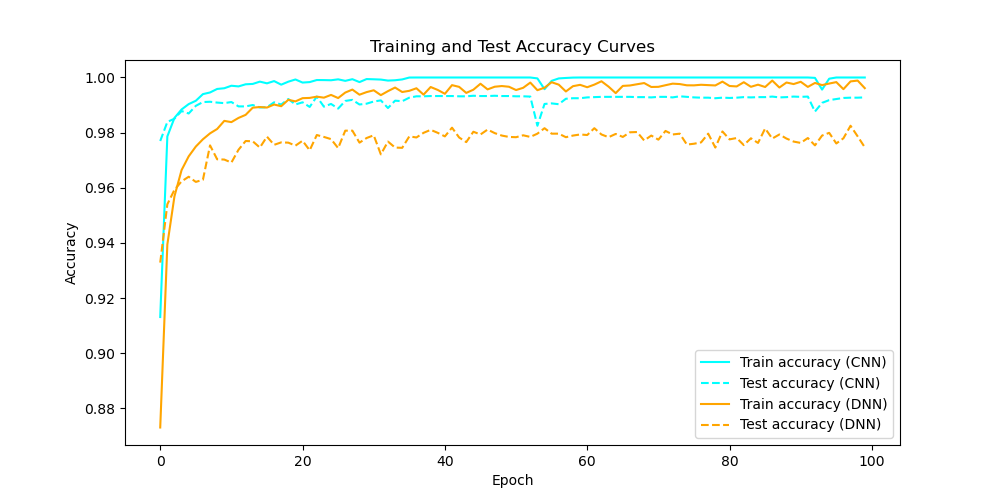 Training and Test Accuracy Curves
1.00
0.98
0.96
0.94
0.92
0.90
0.88
Accuracy
0 20 40 60 80 100
Epoch
Train accuracy (CNN)
Test accuracy (CNN)
Train accuracy (DNN)
Test accuracy (DNN)